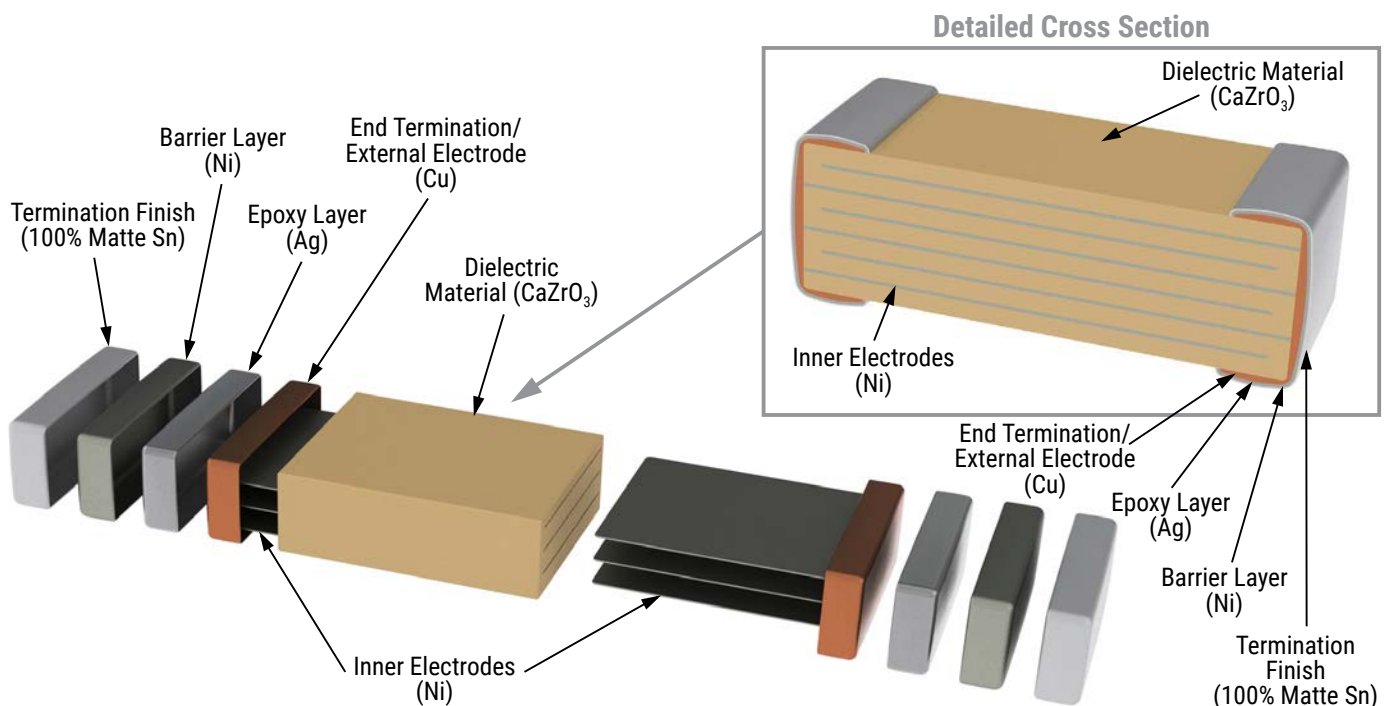 Detailed Cross Section
Dielectric Material
(CaZrO₃)
Inner Electrodes
(Ni)
End Termination/
External Electrode
(Cu)
Epoxy Layer
(Ag)
Barrier Layer
(Ni)
Termination
Finish
(100% Matte Sn)
End Termination/
External Electrode
(Cu)
Barrier Layer
(Ni)
Epoxy Layer
(Ag)
Termination Finish
(100% Matte Sn)
Dielectric
Material (CaZrO₃)
Inner Electrodes
(Ni)